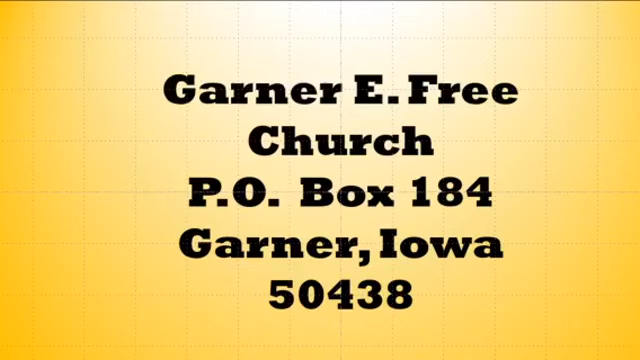 Garner E. Free
Church
P.O. Box 184
Garner, Iowa
50438